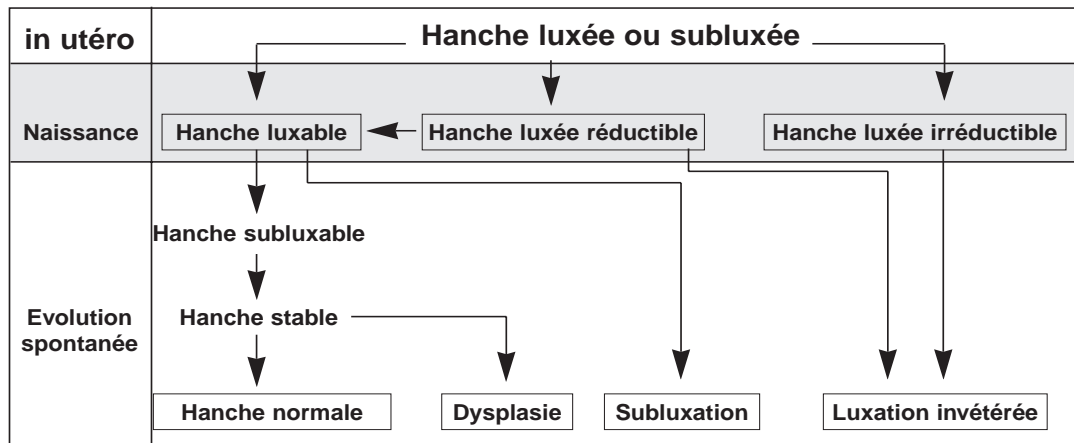 in utéro
Hanche luxée ou subluxée
Naissance
Hanche luxable
Hanche luxée réductible
Hanche luxée irréductible
Hanche subluxable
Evolution
spontanée
Hanche stable
Hanche normale
Dysplasie
Subluxation
Luxation invétérée